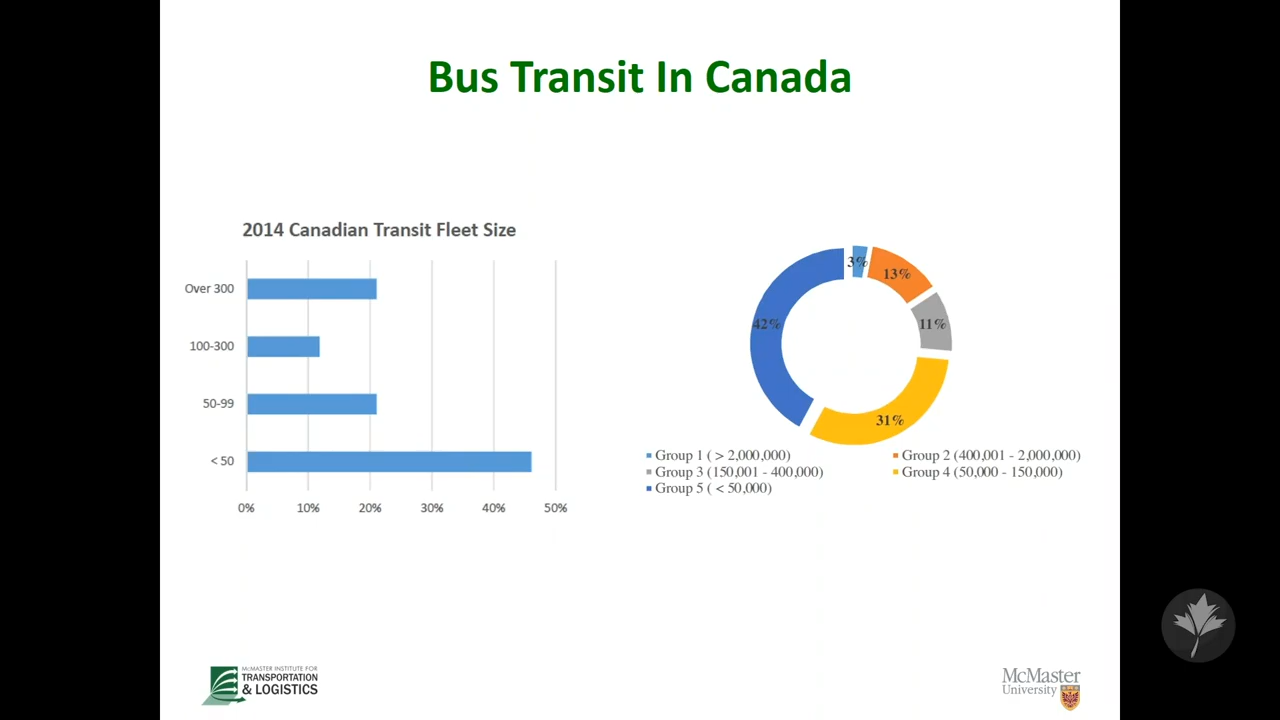 Bus Transit In Canada
2014 Canadian Transit Fleet Size
Over 300
100-300
50-99
< 50
0% 10% 20% 30% 40% 50%
3%
13%
11%
31%
42%
Group 1 ( > 2,000,000) Group 2 (400,001 - 2,000,000)
Group 3 (150,001 - 400,000) Group 4 (50,000 - 150,000)
Group 5 ( < 50,000)
McMASTER INSTITUTE FOR
TRANSPORTATION
& LOGISTICS
McMaster
University